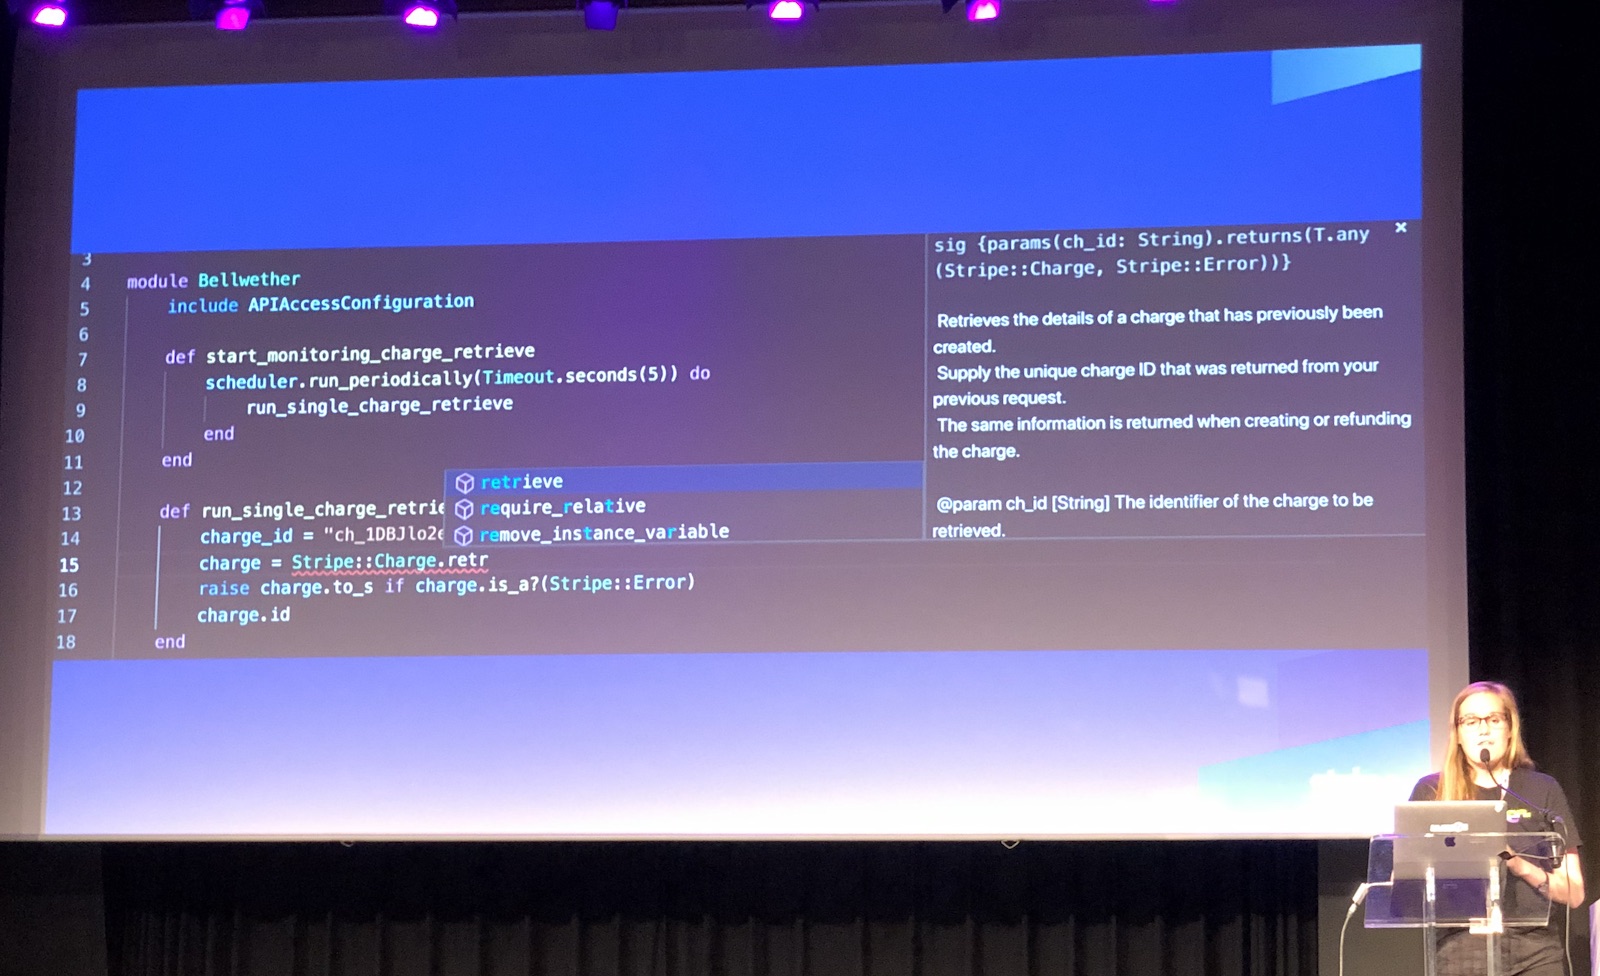 3
4 module Bellwether
5 include APIAccessConfiguration
6
7 def start_monitoring_charge_retrieve
8 scheduler.run_periodically(Timeout.seconds(5)) do
9 run_single_charge_retrieve
10 end
11 end
12
13 def run_single_charge_retrie
14 charge_id = "ch_1DBJlo2
15 charge = Stripe::Charge.retr
16 raise charge.to_s if charge.is_a?(Stripe::Error)
17 charge.id
18 end
retrieve
require_relative
remove_instance_variable
sig {params(ch_id: String).returns(T.any
(Stripe::Charge, Stripe::Error))}
Retrieves the details of a charge that has previously been
created.
Supply the unique charge ID that was returned from your
previous request.
The same information is returned when creating or refunding
the charge.
@param ch_id [String] The identifier of the charge to be
retrieved.